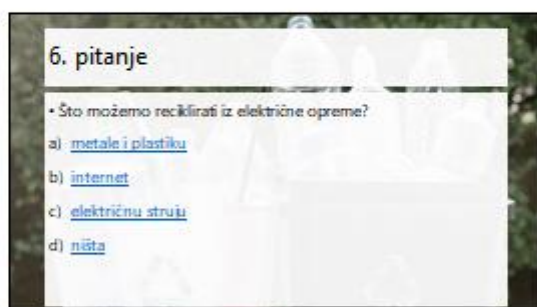 6. pitanje
• Što možemo reciklirati iz električne opreme?
a) metale i plastiku
b) internet
c) električnu struju
d) ništa